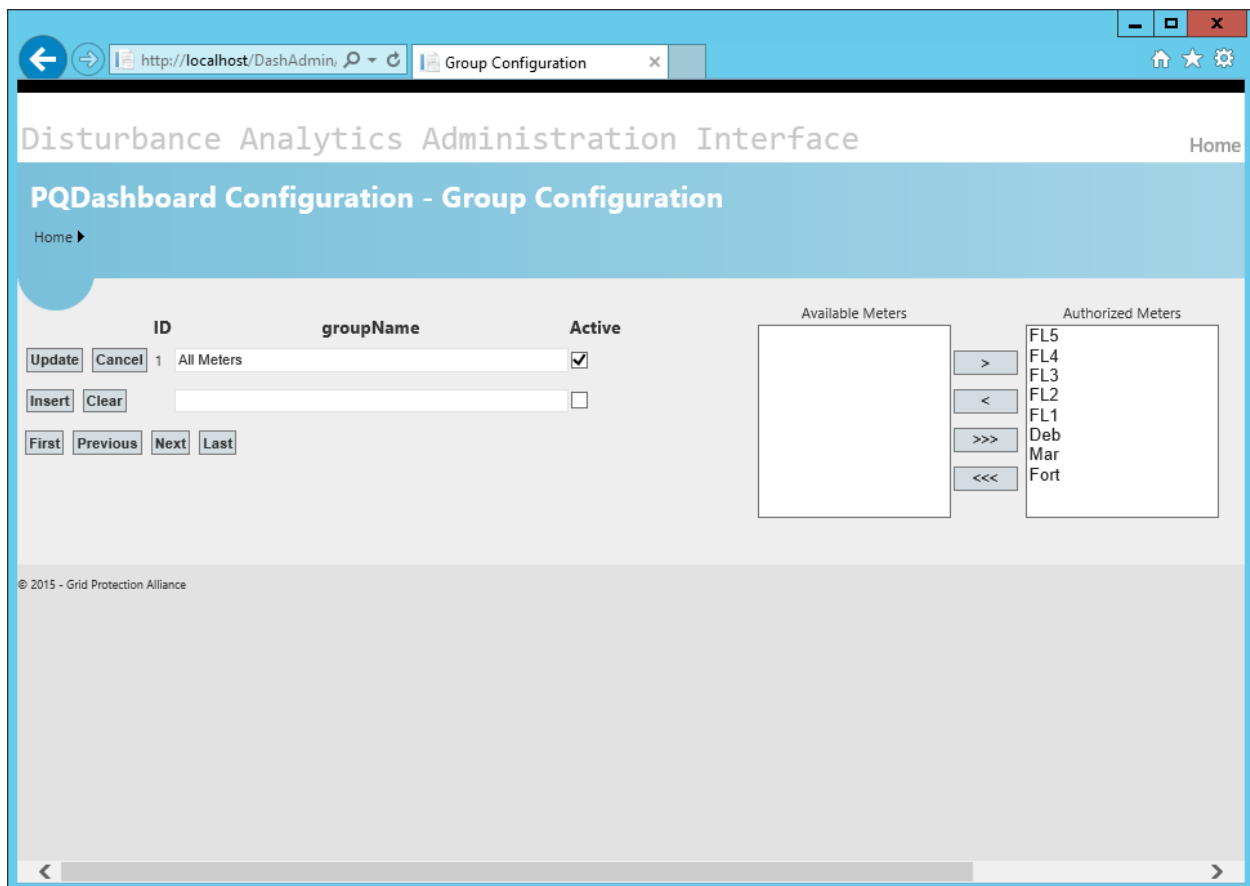 http://localhost/DashAdmin/
Group Configuration
Disturbance Analytics Administration Interface
Home
PQDashboard Configuration - Group Configuration
Home
ID groupName Active
Update Cancel 1 All Meters
Insert Clear
First Previous Next Last
Available Meters
>
<
>>>
<<<
Authorized Meters
FL5
FL4
FL3
FL2
FL1
Deb
Mar
Fort
© 2015 - Grid Protection Alliance